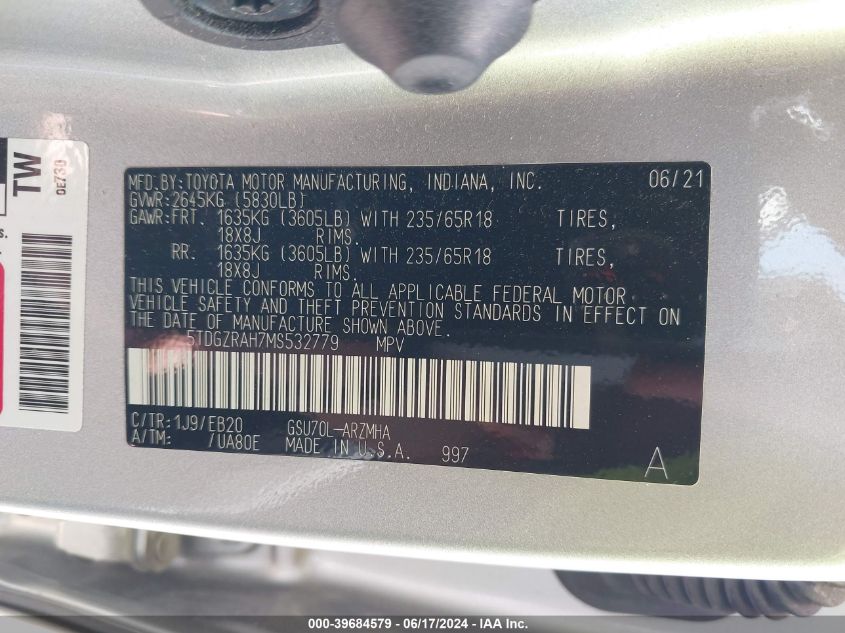 TW
0E730
s.
MFD.BY:TOYOTA MOTOR MANUFACTURING, INDIANA, INC. 06/21
GVWR:2645KG (5830LB)
GAWR:FRT. 1635KG (3605LB) WITH 235/65R18 TIRES,
18X8J RIMS.
RR. 1635KG (3605LB) WITH 235/65R18 TIRES,
18X8J RIMS.
THIS VEHICLE CONFORMS TO ALL APPLICABLE FEDERAL MOTOR
VEHICLE SAFETY AND THEFT PREVENTION STANDARDS IN EFFECT ON
THE DATE OF MANUFACTURE SHOWN ABOVE.
5TDGZRAH7MS532779 MPV
C/TR:1J9/EB20 GSU70L-ARZMHA
A/TM: /UA80E MADE IN U.S.A. 997 A
000-39684579 - 06/17/2024 - IAA Inc.